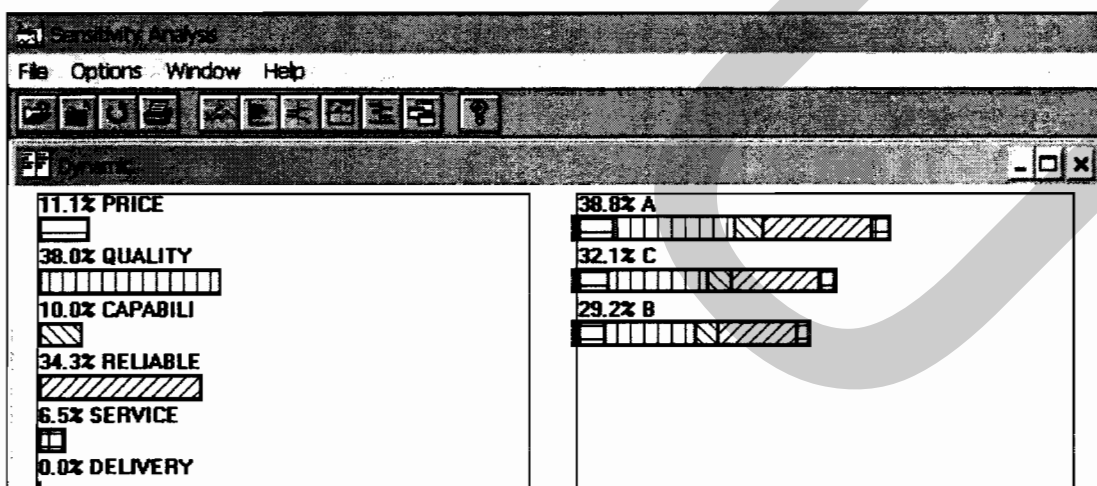 Sensitivity Analysis
File Options Window Help
Dynamic
11.1% PRICE
38.0% QUALITY
10.0% CAPABILI
34.3% RELIABLE
6.5% SERVICE
0.0% DELIVERY
38.8% A
32.1% C
29.2% B